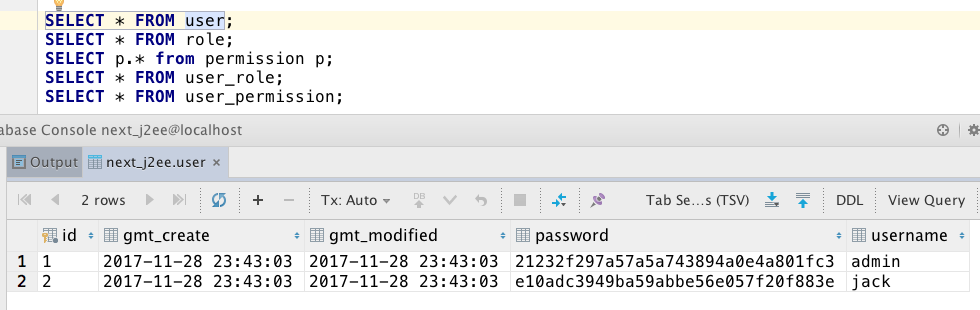 SELECT * FROM user;
SELECT * FROM role;
SELECT p.* from permission p;
SELECT * FROM user_role;
SELECT * FROM user_permission;
abase Console next_j2ee@localhost
Output next_j2ee.user ×
2 rows Tx: Auto DB Tab Se...s (TSV) DDL View Query
id gmt_create gmt_modified password username
1 1 2017-11-28 23:43:03 2017-11-28 23:43:03 21232f297a57a5a743894a0e4a801fc3 admin
2 2 2017-11-28 23:43:03 2017-11-28 23:43:03 e10adc3949ba59abbe56e057f20f883e jack